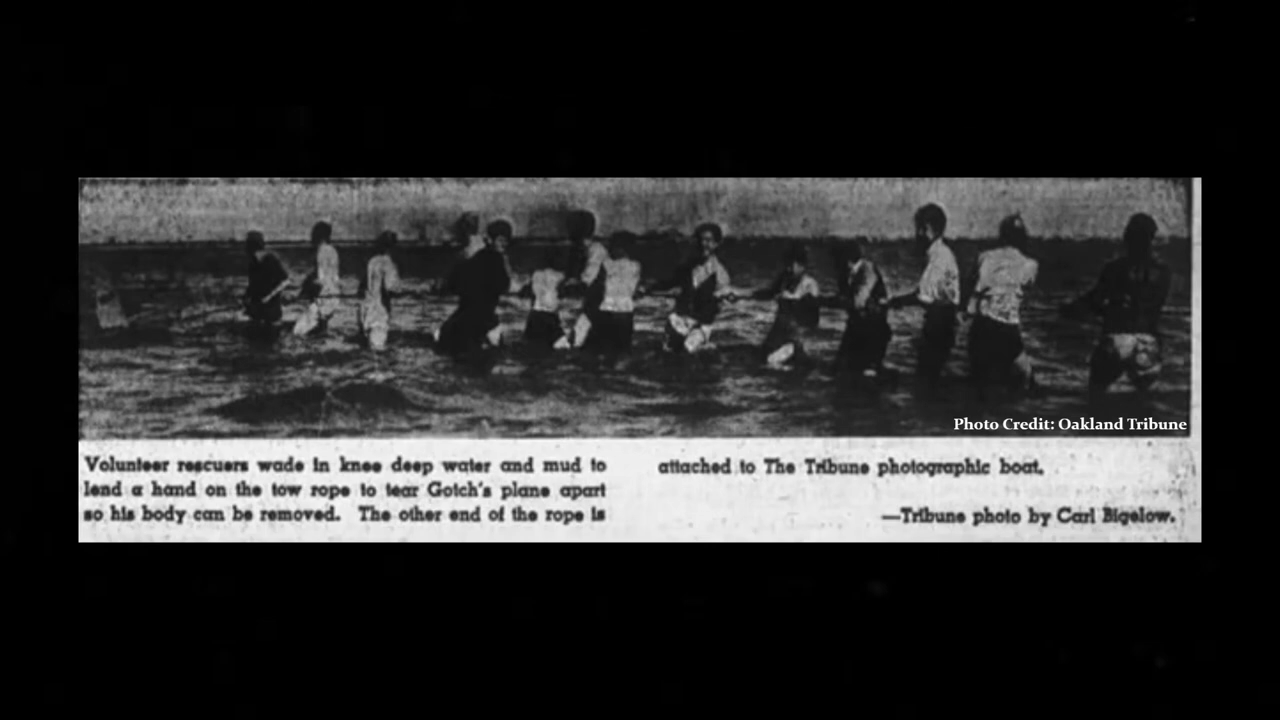 Photo Credit: Oakland Tribune
Volunteer rescuers wade in knee deep water and mud to
lend a hand on the tow rope to tear Gotch's plane apart
so his body can be removed. The other end of the rope is
attached to The Tribune photographic boat.
—Tribune photo by Carl Bigelow.